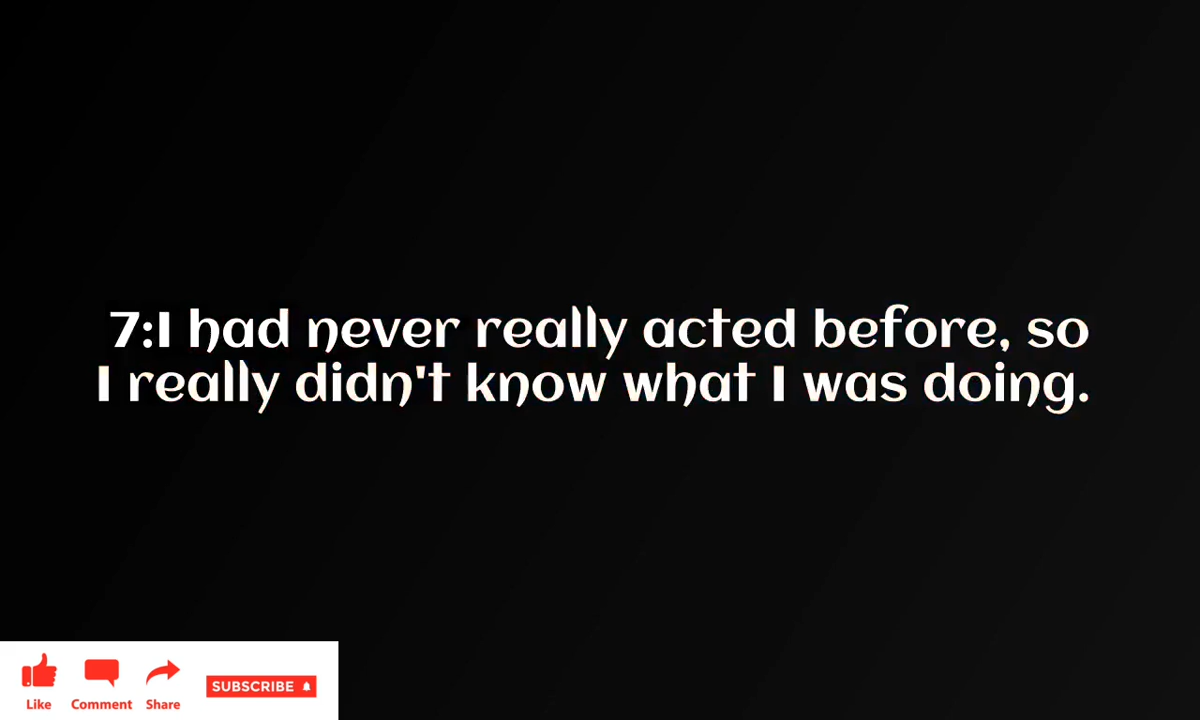 7:I had never really acted before, so
I really didn't know what I was doing.
Like Comment Share SUBSCRIBE